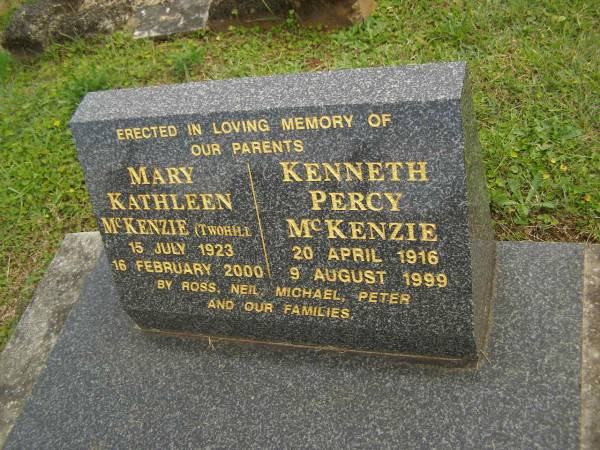 ERECTED IN LOVING MEMORY OF
OUR PARENTS
MARY
KATHLEEN
McKENZIE (TWOHILL
15 JULY 1923
16 FEBRUARY 2000
KENNETH
PERCY
McKENZIE
20 APRIL 1916
9 AUGUST 1999
BY ROSS, NEIL, MICHAEL, PETER
AND OUR FAMILIES.